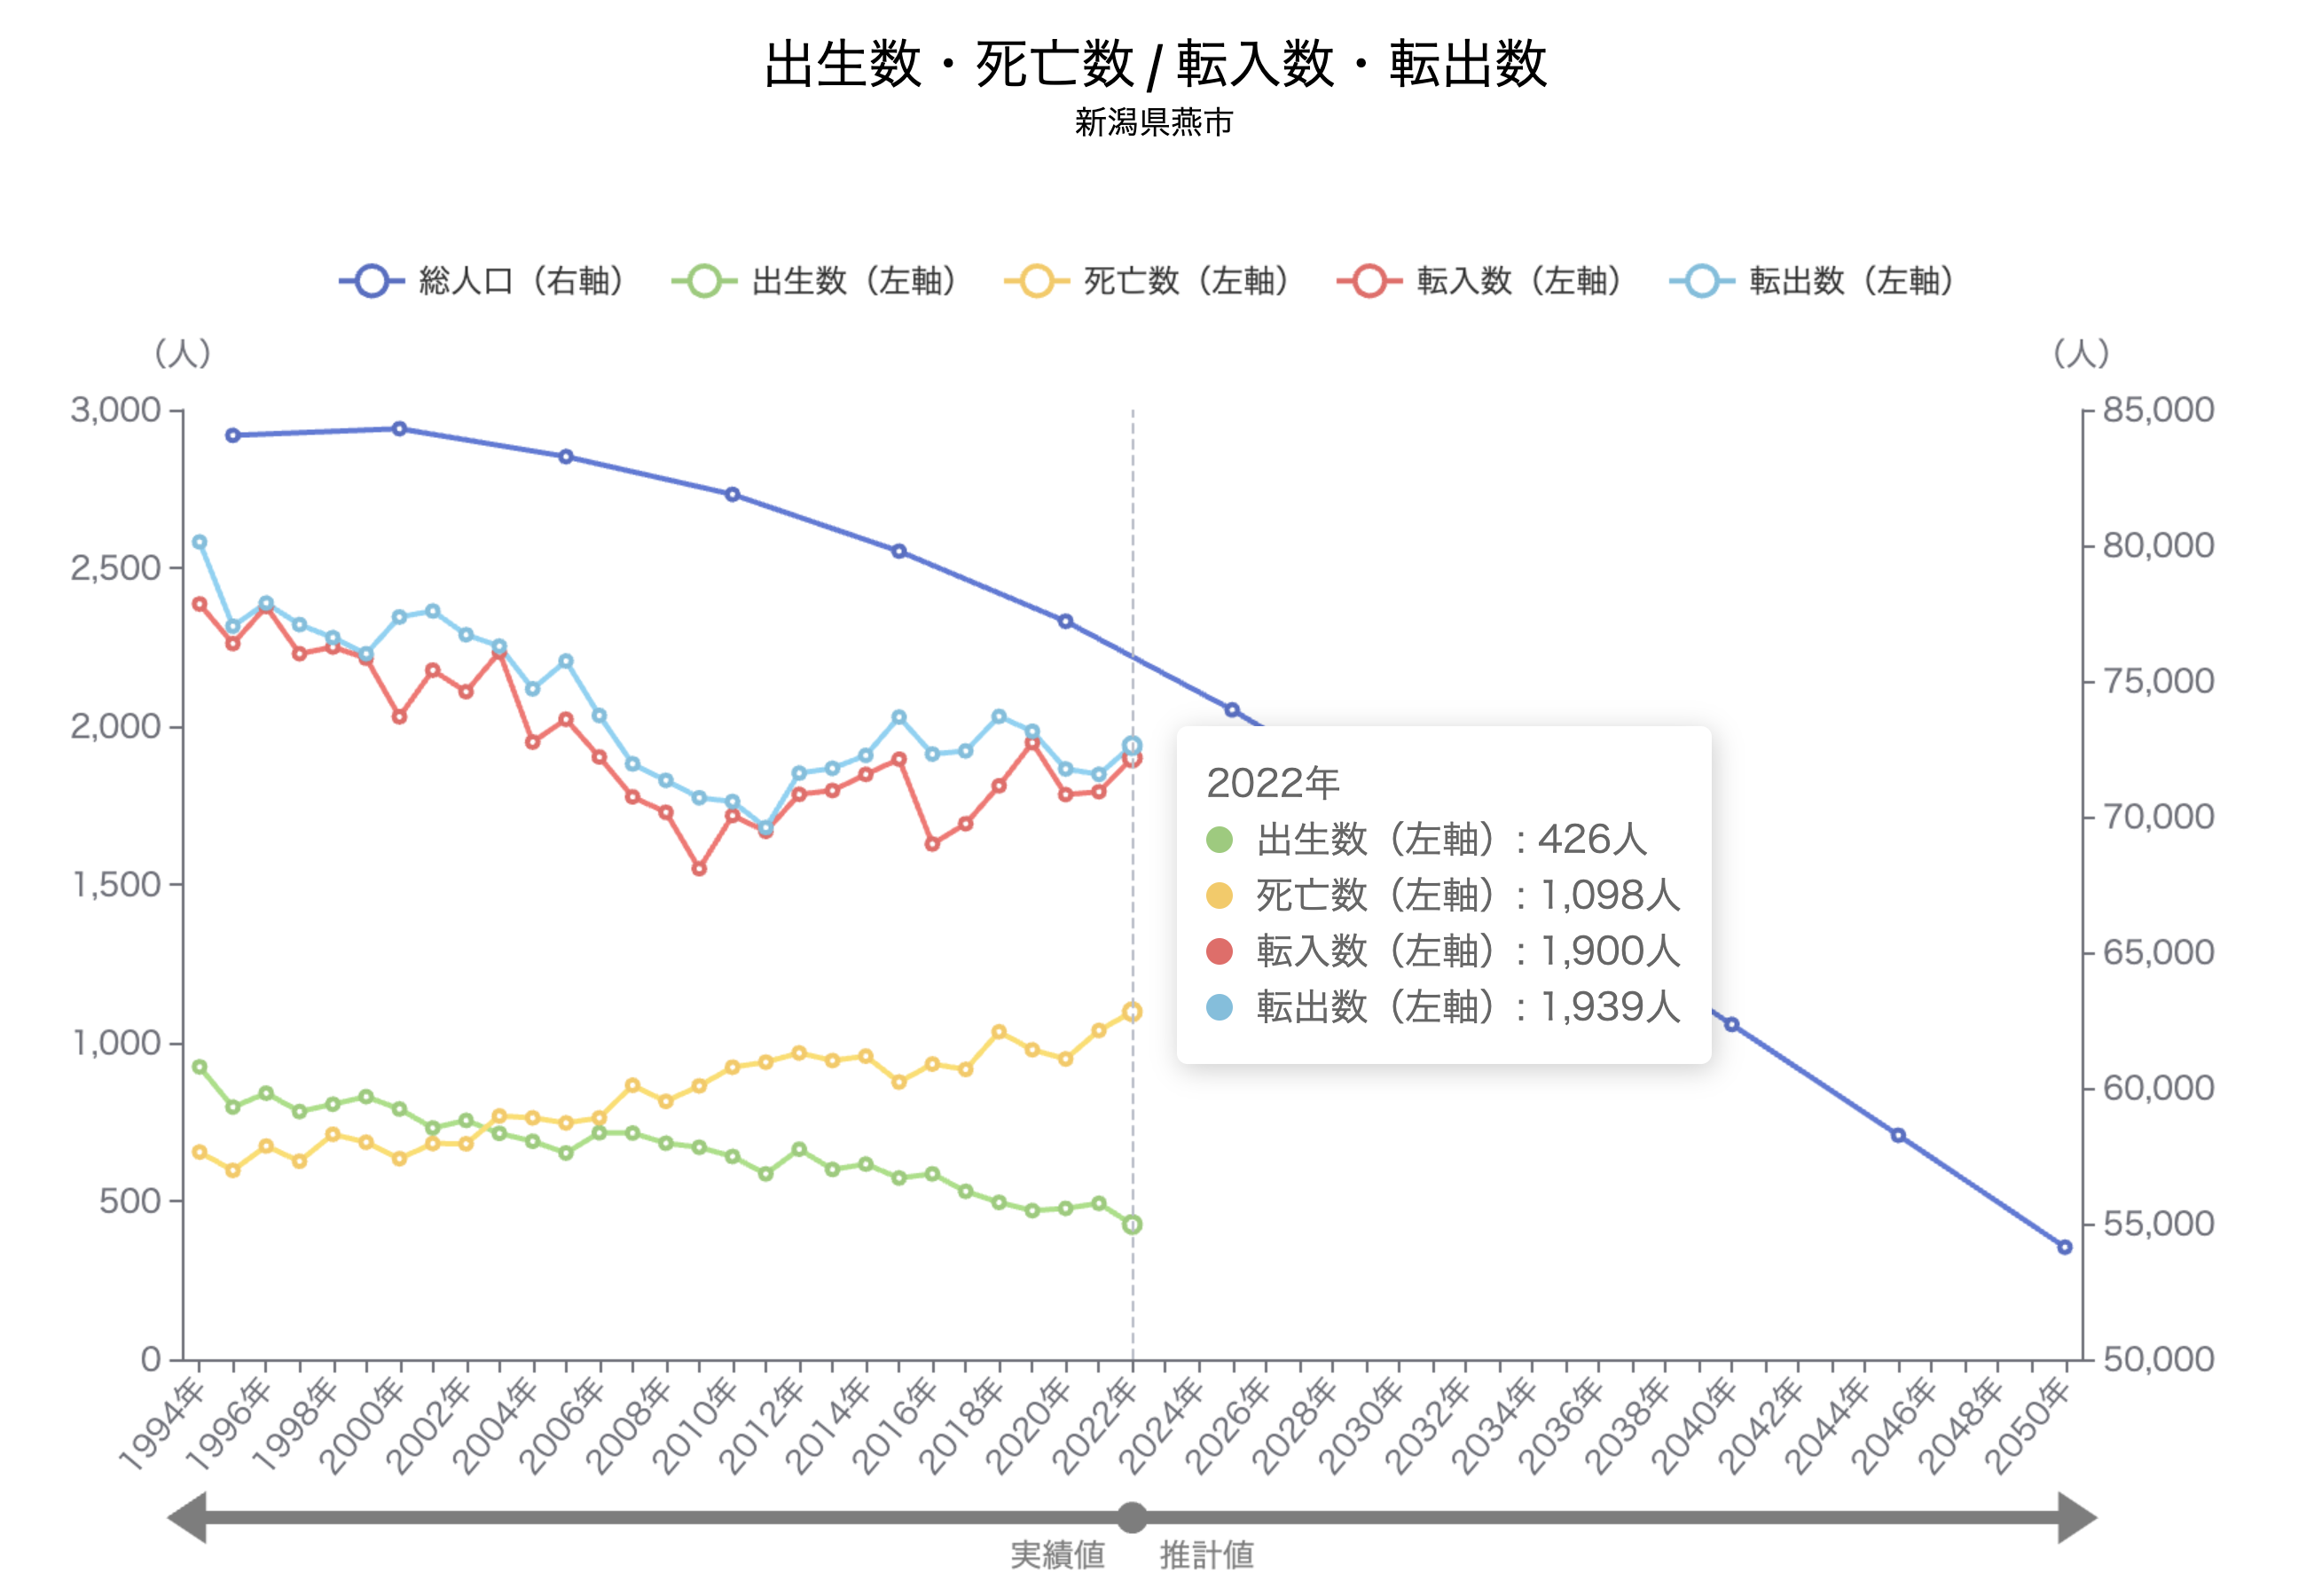 出生数・死亡数/転入数・転出数
新潟県燕市
総人口（右軸） 出生数（左軸） 死亡数（左軸） 転入数（左軸） 転出数（左軸）
（人） （人）
3,000 85,000
2,500 80,000
2,000 75,000
1,500 70,000
1,000 65,000
500 60,000
0 55,000
50,000
2022年
出生数（左軸）: 426人
死亡数（左軸）: 1,098人
転入数（左軸）: 1,900人
転出数（左軸）: 1,939人
1994年 1996年 1998年 2000年 2002年 2004年 2006年 2008年 2010年 2012年 2014年 2016年 2018年 2020年 2022年 2024年 2026年 2028年 2030年 2032年 2034年 2036年 2038年 2040年 2042年 2044年 2046年 2048年 2050年
実績値 推計値